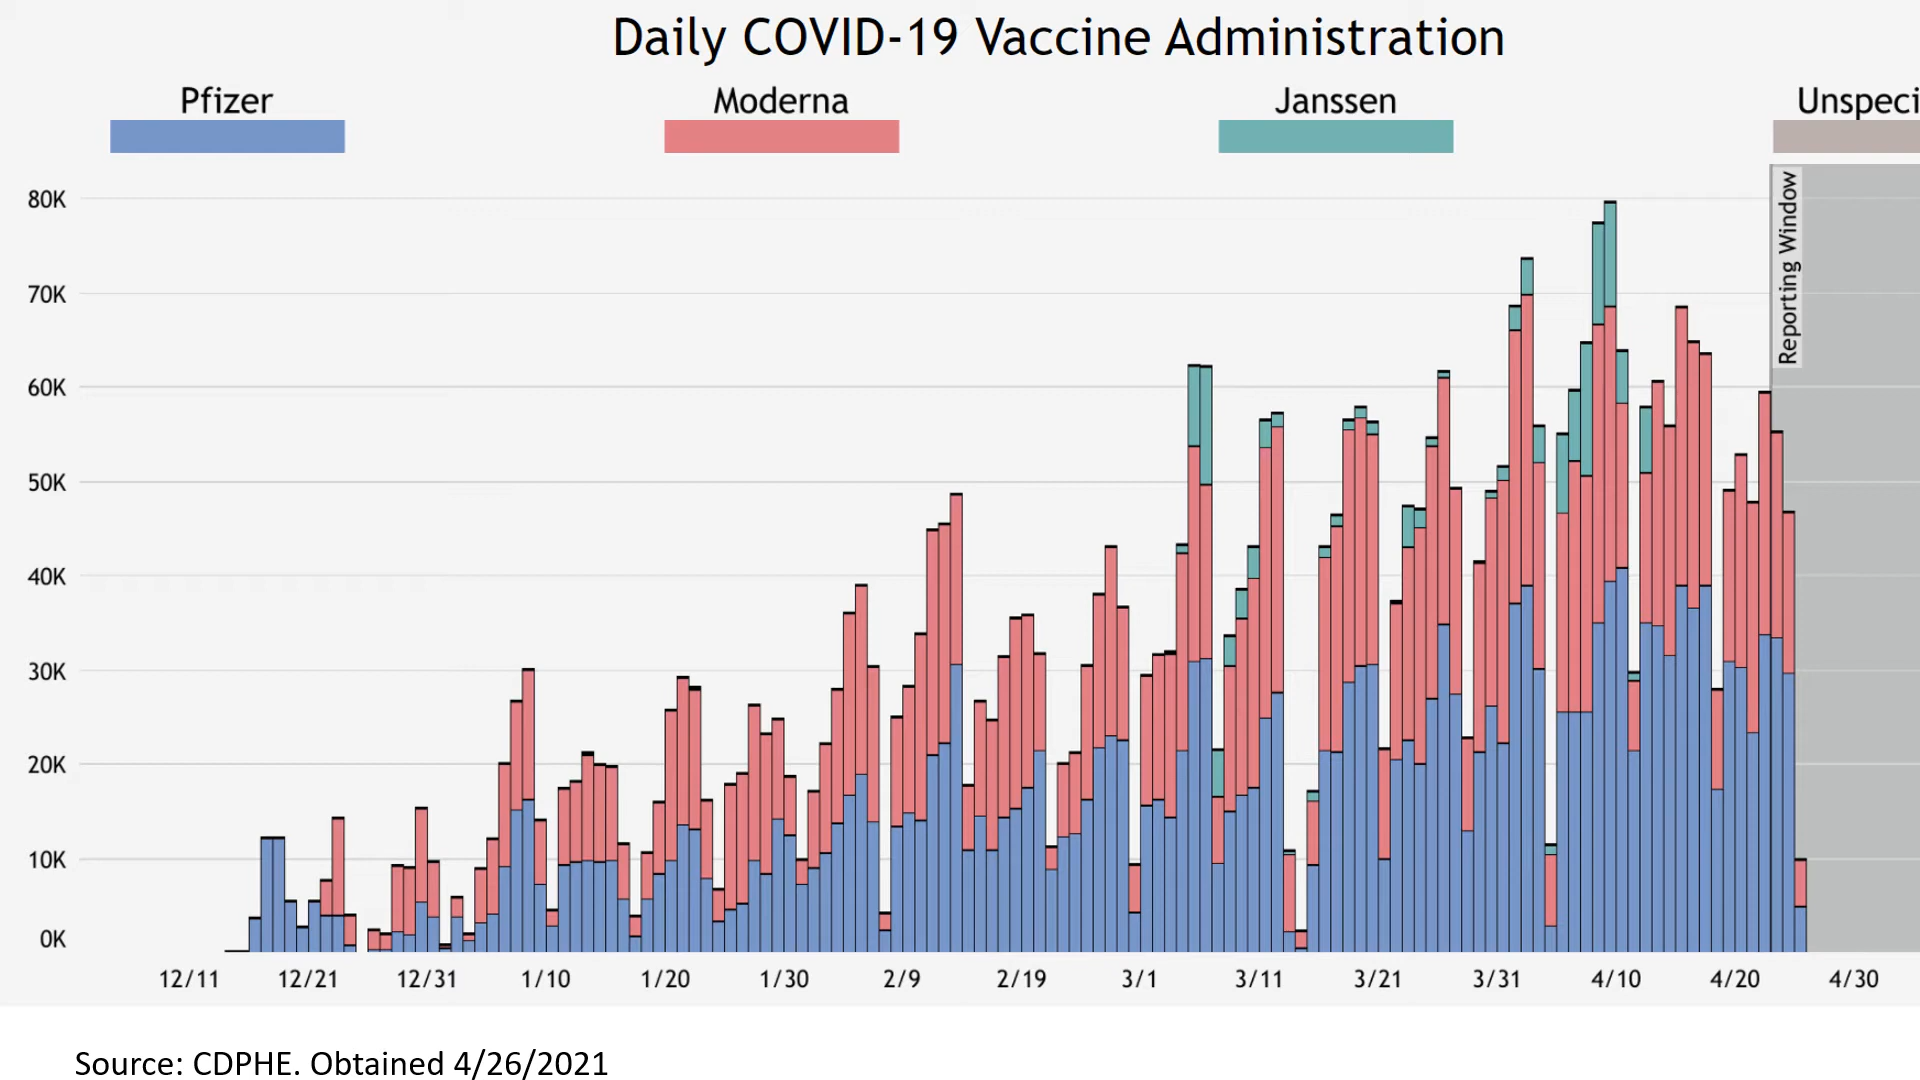 Daily COVID-19 Vaccine Administration
Pfizer
Moderna
Janssen
Unspeci
Reporting Window
80K
70K
60K
50K
40K
30K
20K
10K
0K
12/11 12/21 12/31 1/10 1/20 1/30 2/9 2/19 3/1 3/11 3/21 3/31 4/10 4/20 4/30
Source: CDPHE. Obtained 4/26/2021